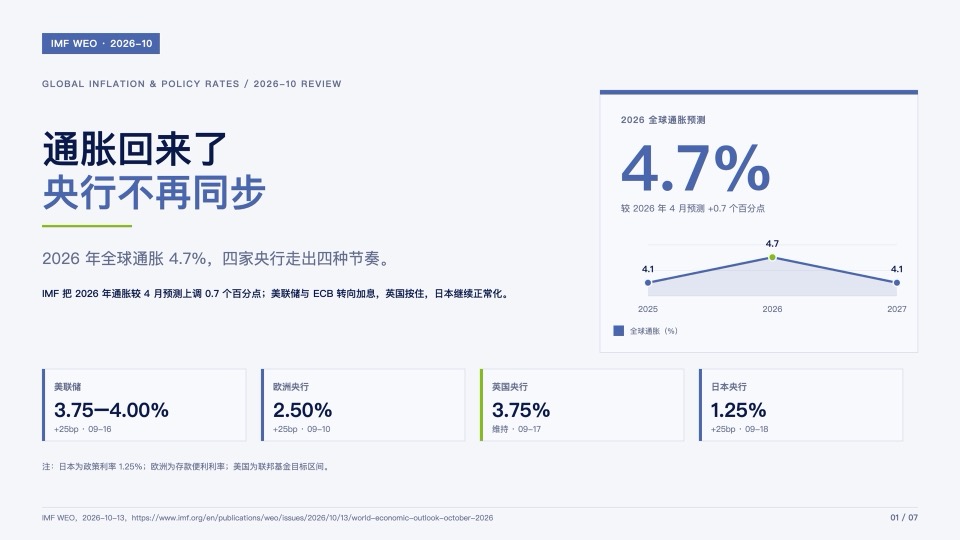 IMF WEO · 2026–10
GLOBAL INFLATION & POLICY RATES / 2026–10 REVIEW
通胀回来了
央行不再同步
2026 年全球通胀 4.7%，四家央行走出四种节奏。
IMF 把 2026 年通胀较 4 月预测上调 0.7 个百分点；美联储与 ECB 转向加息，英国按住，日本继续正常化。
2026 全球通胀预测
4.7%
较 2026 年 4 月预测 +0.7 个百分点
4.7
4.1
4.1
2025
2026
2027
全球通胀（%）
美联储
3.75—4.00%
+25bp · 09–16
欧洲央行
2.50%
+25bp · 09–10
英国央行
3.75%
维持 · 09–17
日本央行
1.25%
+25bp · 09–18
注：日本为政策利率 1.25%；欧洲为存款便利利率；美国为联邦基金目标区间。
IMF WEO，2026–10–13，https://www.imf.org/en/publications/weo/issues/2026/10/13/world–economic–outlook–october–2026
01 / 07